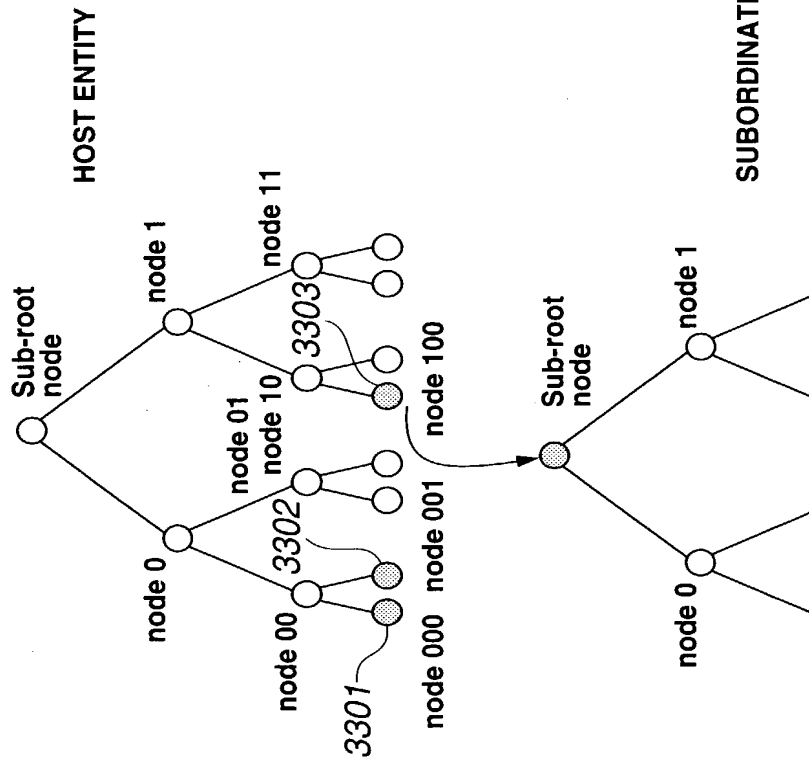 HOST ENTITY
Sub-root
node
node 0
node 1
node 00
node 01
node 10
node 11
3301
3302
3303
node 000
node 001
node 100
Sub-root
node
node 0
node 1
SUBORDINATI